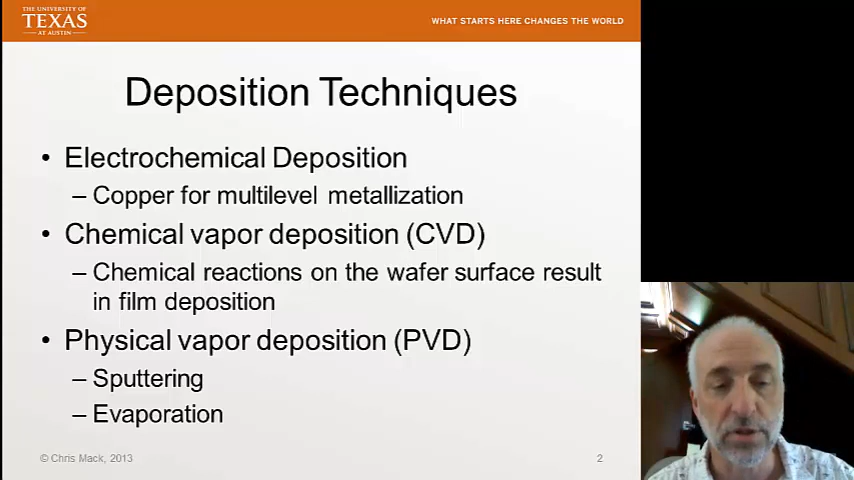 THE UNIVERSITY OF
TEXAS
AT AUSTIN
WHAT STARTS HERE CHANGES THE WORLD
Deposition Techniques
• Electrochemical Deposition
– Copper for multilevel metallization
• Chemical vapor deposition (CVD)
– Chemical reactions on the wafer surface result
in film deposition
• Physical vapor deposition (PVD)
– Sputtering
– Evaporation
© Chris Mack, 2013
2